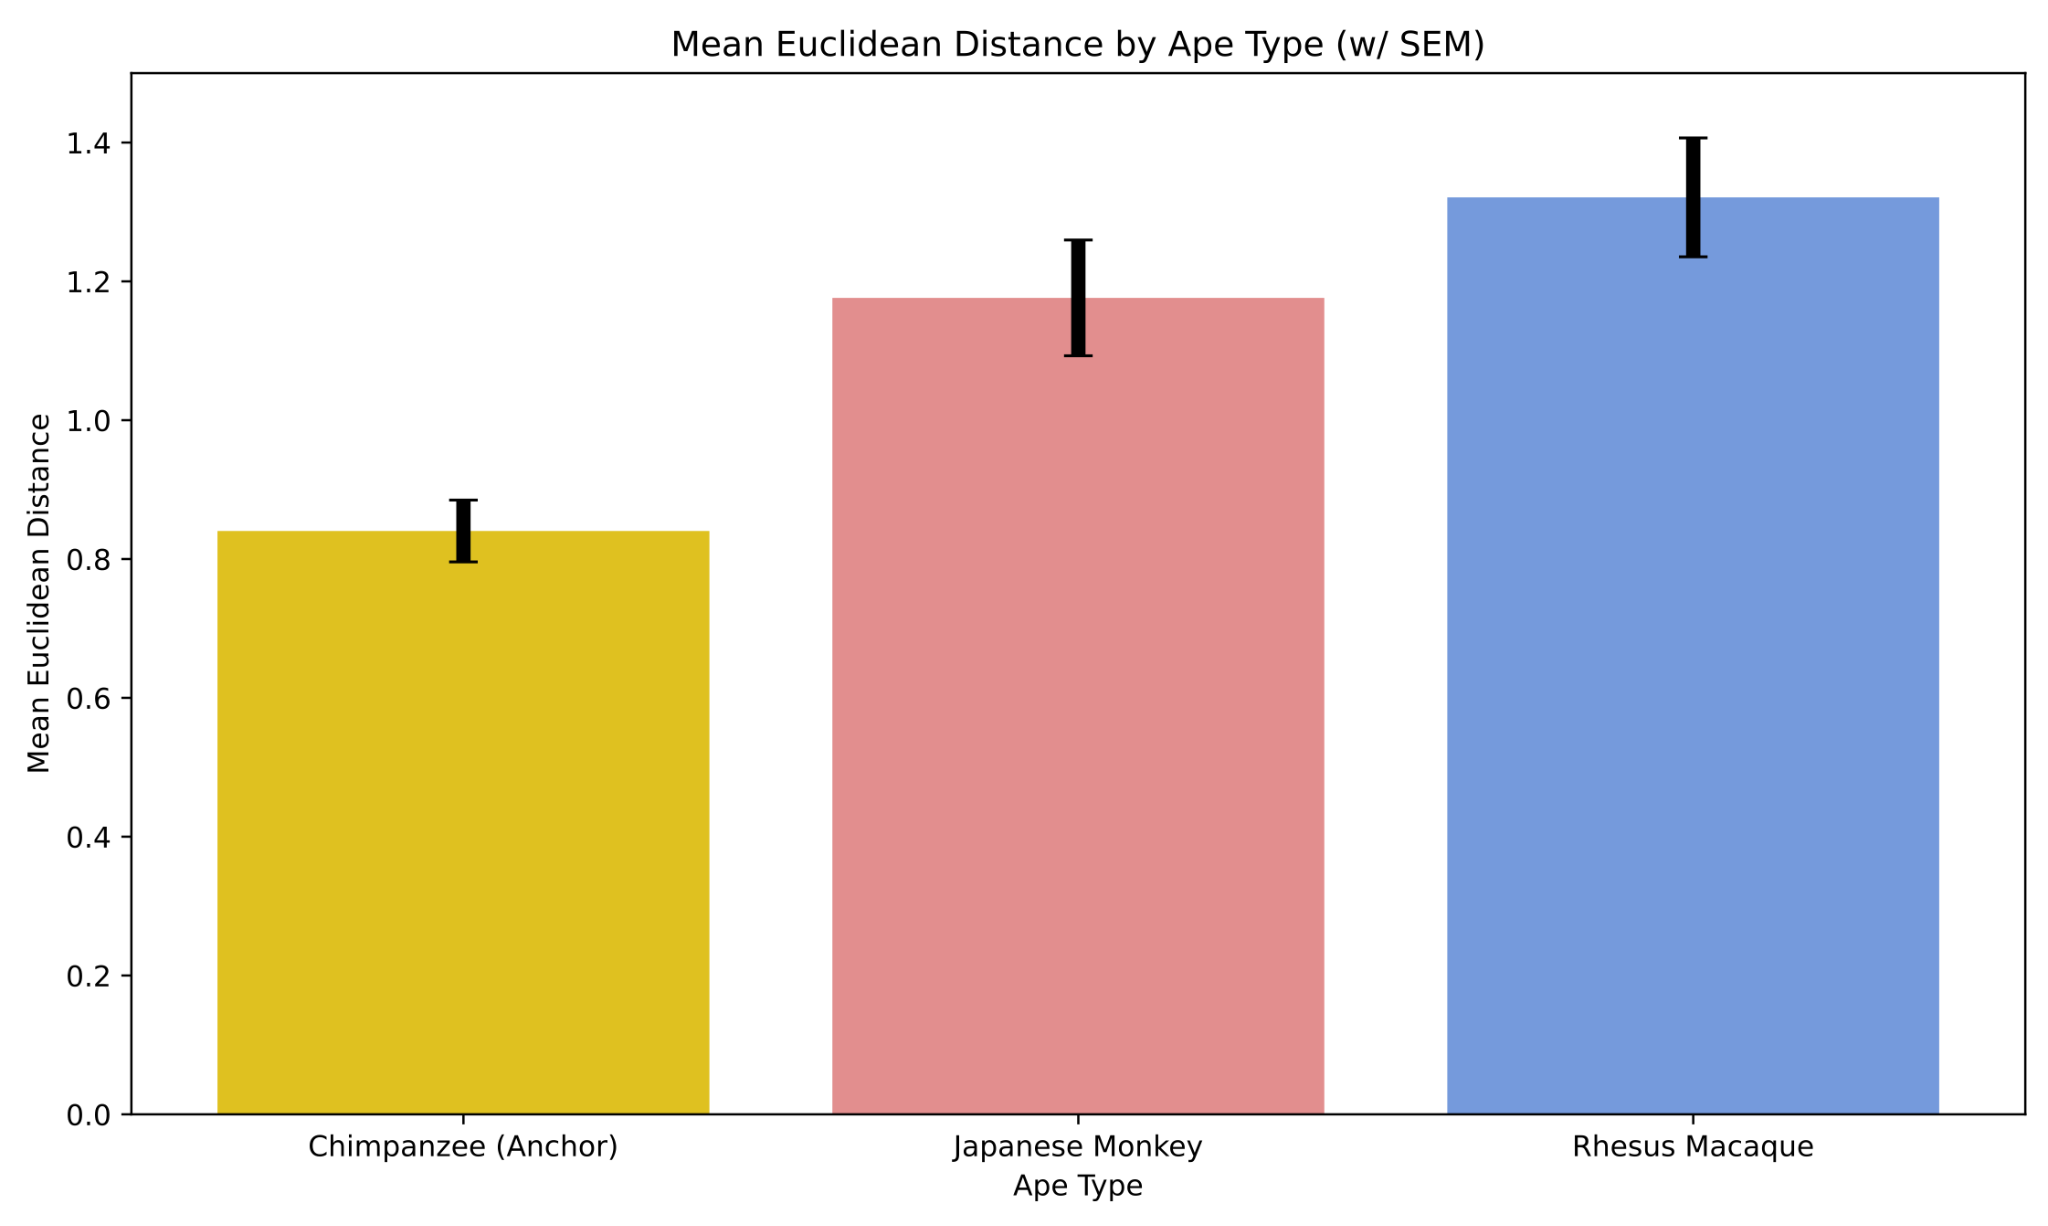 Mean Euclidean Distance by Ape Type (w/ SEM)
Mean Euclidean Distance
1.4
1.2
1.0
0.8
0.6
0.4
0.2
0.0
Chimpanzee (Anchor)
Japanese Monkey
Rhesus Macaque
Ape Type